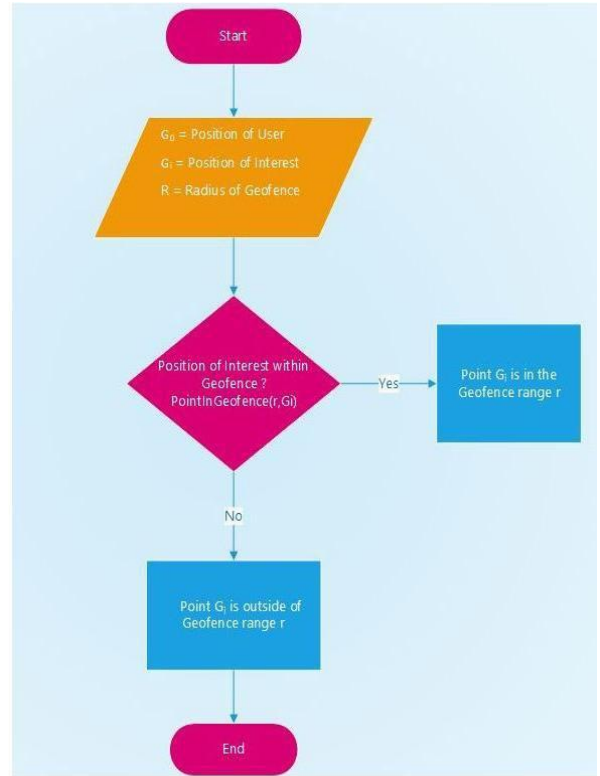 Start
G₀ = Position of User
Gᵢ = Position of Interest
R = Radius of Geofence
Position of Interest within
Geofence ?
PointInGeofence(r,Gi)
Yes
Point Gᵢ is in the
Geofence range r
No
Point Gᵢ is outside of
Geofence range r
End